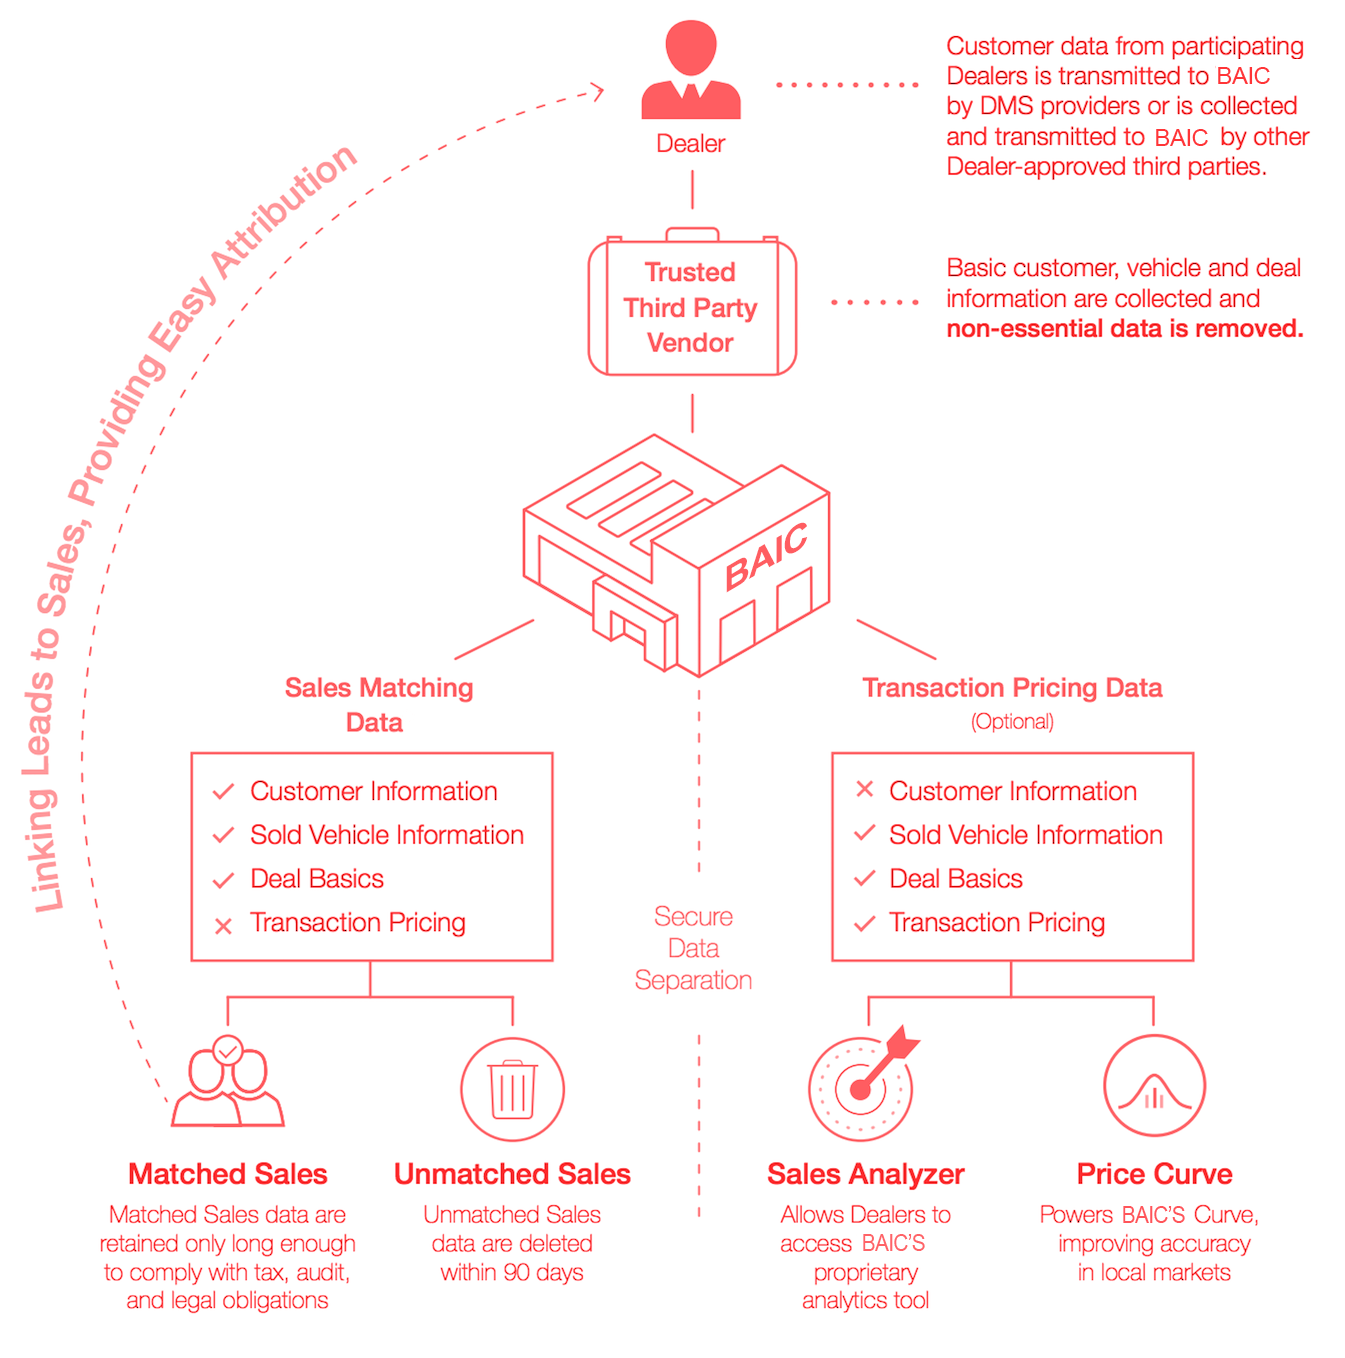 Dealer
Customer data from participating
Dealers is transmitted to BAIC
by DMS providers or is collected
and transmitted to BAIC by other
Dealer-approved third parties.
Linking Leads to Sales, Providing Easy Attribution
Trusted
Third Party
Vendor
Basic customer, vehicle and deal
information are collected and
non-essential data is removed.
BAIC
Sales Matching
Data
Customer Information
Sold Vehicle Information
Deal Basics
Transaction Pricing
Transaction Pricing Data
(Optional)
Customer Information
Sold Vehicle Information
Deal Basics
Transaction Pricing
Secure
Data
Separation
Matched Sales
Matched Sales data are
retained only long enough
to comply with tax, audit,
and legal obligations
Unmatched Sales
Unmatched Sales
data are deleted
within 90 days
Sales Analyzer
Allows Dealers to
access BAIC'S
proprietary
analytics tool
Price Curve
Powers BAIC'S Curve,
improving accuracy
in local markets